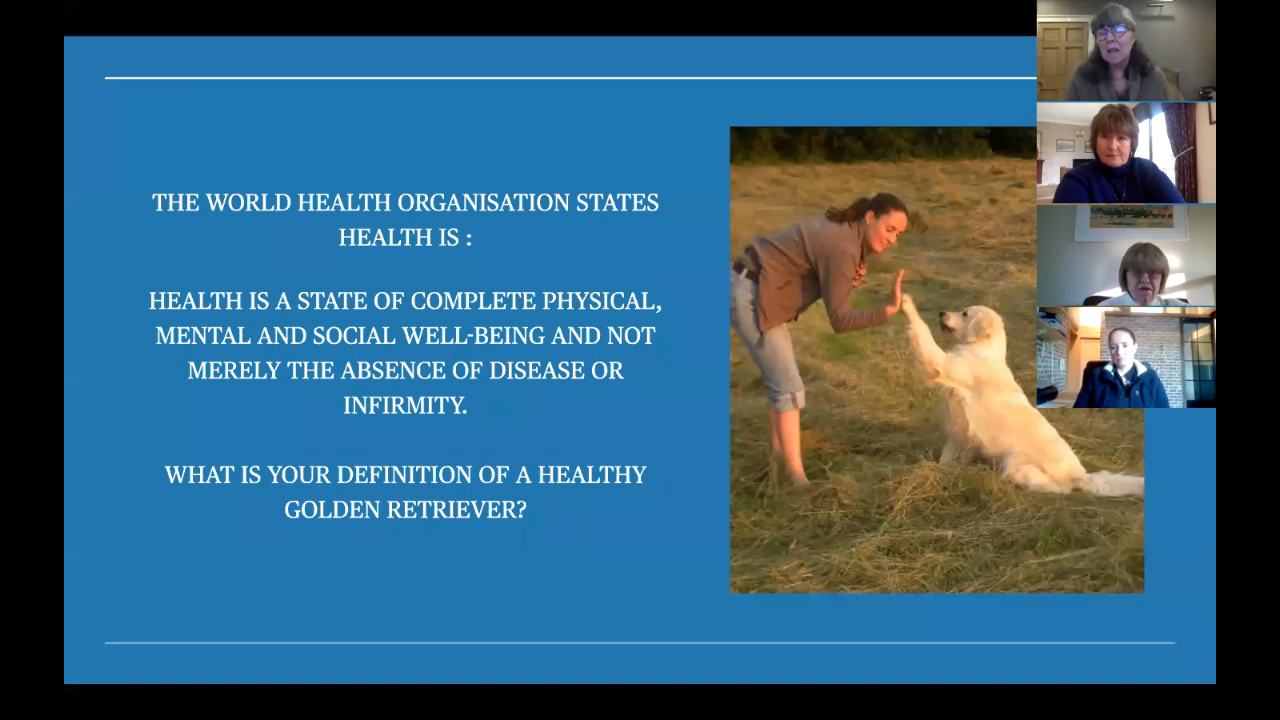 THE WORLD HEALTH ORGANISATION STATES
HEALTH IS :
HEALTH IS A STATE OF COMPLETE PHYSICAL,
MENTAL AND SOCIAL WELL-BEING AND NOT
MERELY THE ABSENCE OF DISEASE OR
INFIRMITY.
WHAT IS YOUR DEFINITION OF A HEALTHY
GOLDEN RETRIEVER?